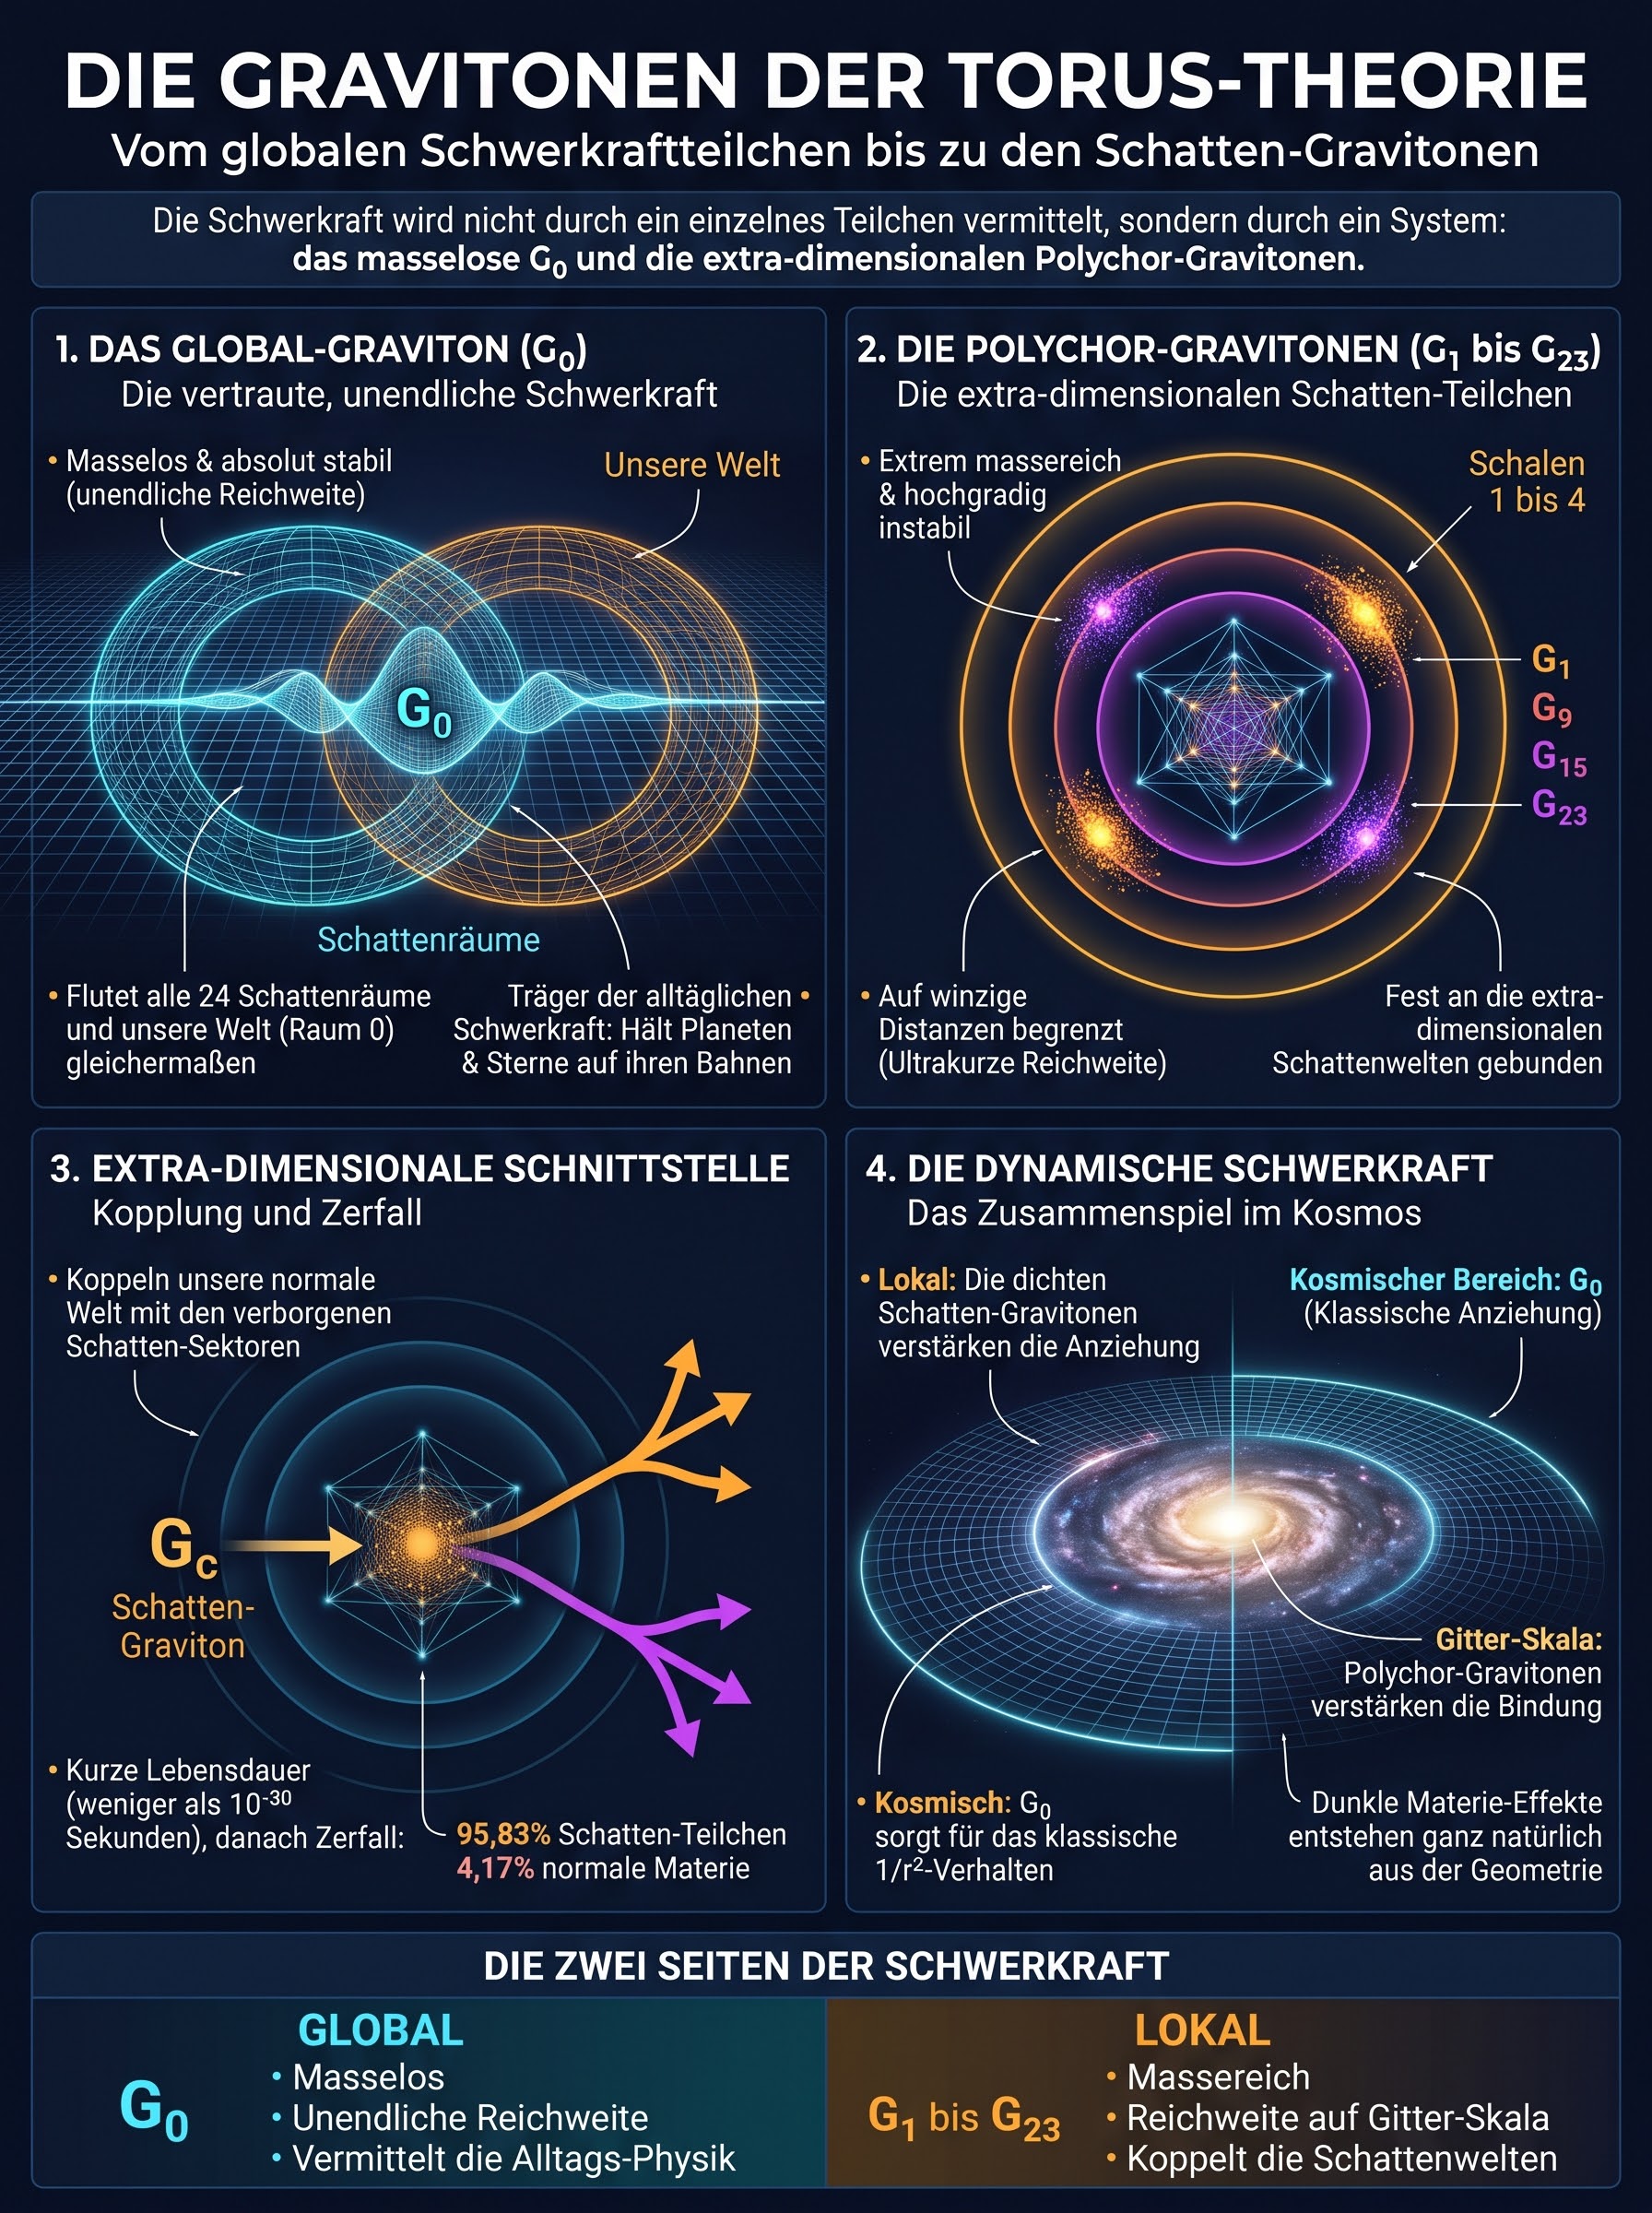 DIE GRAVITONEN DER TORUS-THEORIE
Vom globalen Schwerkraftteilchen bis zu den Schatten-Gravitonen
Die Schwerkraft wird nicht durch ein einzelnes Teilchen vermittelt, sondern durch ein System:
das masselose G₀ und die extra-dimensionalen Polychor-Gravitonen.
1. DAS GLOBAL-GRAVITON (G₀)
Die vertraute, unendliche Schwerkraft
• Masselos & absolut stabil
(unendliche Reichweite)
Unsere Welt
G₀
Schattenräume
• Flutet alle 24 Schattenräume
und unsere Welt (Raum 0)
gleichermaßen
Träger der alltäglichen •
Schwerkraft: Hält Planeten
& Sterne auf ihren Bahnen
2. DIE POLYCHOR-GRAVITONEN (G₁ bis G₂₃)
Die extra-dimensionalen Schatten-Teilchen
• Extrem massereich
& hochgradig
instabil
Schalen
1 bis 4
G₁
G₉
G₁₅
G₂₃
• Auf winzige
Distanzen begrenzt
(Ultrakurze Reichweite)
Fest an die extra-
dimensionalen
Schattenwelten gebunden
3. EXTRA-DIMENSIONALE SCHNITTSTELLE
Kopplung und Zerfall
• Koppeln unsere normale
Welt mit den verborgenen
Schatten-Sektoren
G_c
Schatten-
Graviton
• Kurze Lebensdauer
(weniger als 10⁻³⁰
Sekunden), danach Zerfall:
95,83% Schatten-Teilchen
4,17% normale Materie
4. DIE DYNAMISCHE SCHWERKRAFT
Das Zusammenspiel im Kosmos
• Lokal: Die dichten
Schatten-Gravitonen
verstärken die Anziehung
Kosmischer Bereich: G₀
(Klassische Anziehung)
Gitter-Skala:
Polychor-Gravitonen
verstärken die Bindung
• Kosmisch: G₀
sorgt für das klassische
1/r²-Verhalten
Dunkle Materie-Effekte
entstehen ganz natürlich
aus der Geometrie
DIE ZWEI SEITEN DER SCHWERKRAFT
GLOBAL
G₀
• Masselos
• Unendliche Reichweite
• Vermittelt die Alltags-Physik
LOKAL
G₁ bis G₂₃
• Massereich
• Reichweite auf Gitter-Skala
• Koppelt die Schattenwelten